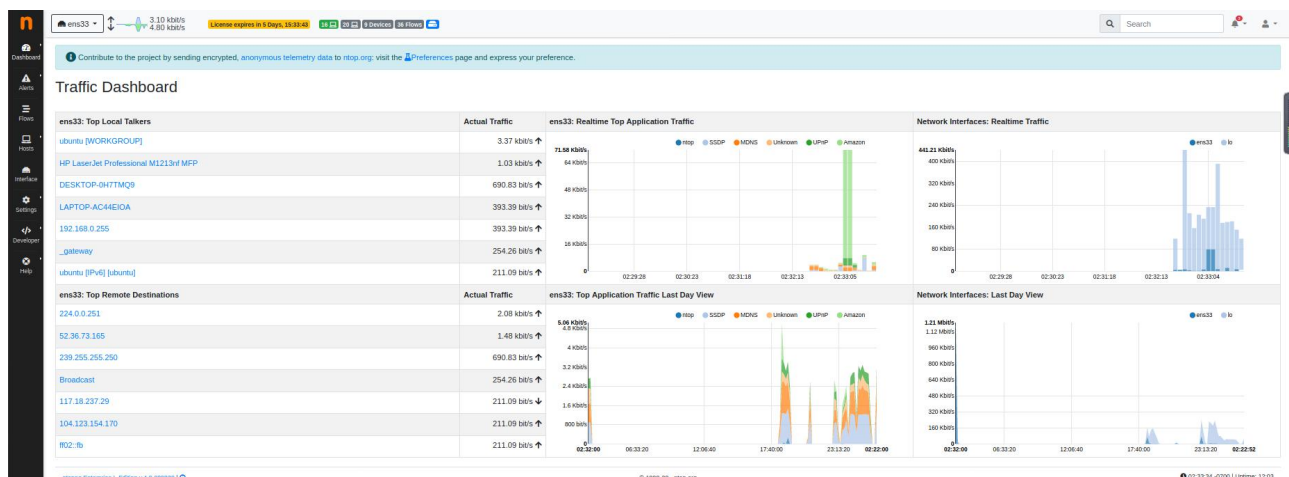 n
ens33
3.10 kbit/s
4.80 kbit/s
License expires in 5 Days, 15:33:43
16
20
9 Devices
36 Flows
Search
Dashboard
Alerts
Flows
Hosts
Interface
Settings
Developer
Help
Contribute to the project by sending encrypted, anonymous telemetry data to ntop.org: visit the Preferences page and express your preference.
Traffic Dashboard
ens33: Top Local Talkers Actual Traffic
ubuntu [WORKGROUP] 3.37 kbit/s
HP LaserJet Professional M1213nf MFP 1.03 kbit/s
DESKTOP-0H7TMQ9 690.83 bit/s
LAPTOP-AC44EIOA 393.39 bit/s
192.168.0.255 393.39 bit/s
_gateway 254.26 bit/s
ubuntu [IPv6] [ubuntu] 211.09 bit/s
ens33: Realtime Top Application Traffic
ntop SSDP MDNS Unknown UPnP Amazon
71.58 Kbit/s
64 Kbit/s
48 Kbit/s
32 Kbit/s
16 Kbit/s
0
02:29:28 02:30:23 02:31:18 02:32:13 02:33:05
Network Interfaces: Realtime Traffic
ens33 lo
441.21 Kbit/s
400 Kbit/s
320 Kbit/s
240 Kbit/s
160 Kbit/s
80 Kbit/s
0
02:29:28 02:30:23 02:31:18 02:32:13 02:33:04
ens33: Top Remote Destinations Actual Traffic
224.0.0.251 2.08 kbit/s
52.36.73.165 1.48 kbit/s
239.255.255.250 690.83 bit/s
Broadcast 254.26 bit/s
117.18.237.29 211.09 bit/s
104.123.154.170 211.09 bit/s
ff02::fb 211.09 bit/s
ens33: Top Application Traffic Last Day View
ntop SSDP MDNS Unknown UPnP Amazon
5.06 Kbit/s
4.8 Kbit/s
4 Kbit/s
3.2 Kbit/s
2.4 Kbit/s
1.6 Kbit/s
800 bit/s
0
02:32:00 06:33:20 12:06:40 17:40:00 23:13:20 02:22:00
Network Interfaces: Last Day View
ens33 lo
1.21 Mbit/s
1.12 Mbit/s
960 Kbit/s
800 Kbit/s
640 Kbit/s
480 Kbit/s
320 Kbit/s
160 Kbit/s
0
02:32:00 06:33:20 12:06:40 17:40:00 23:13:20 02:22:52